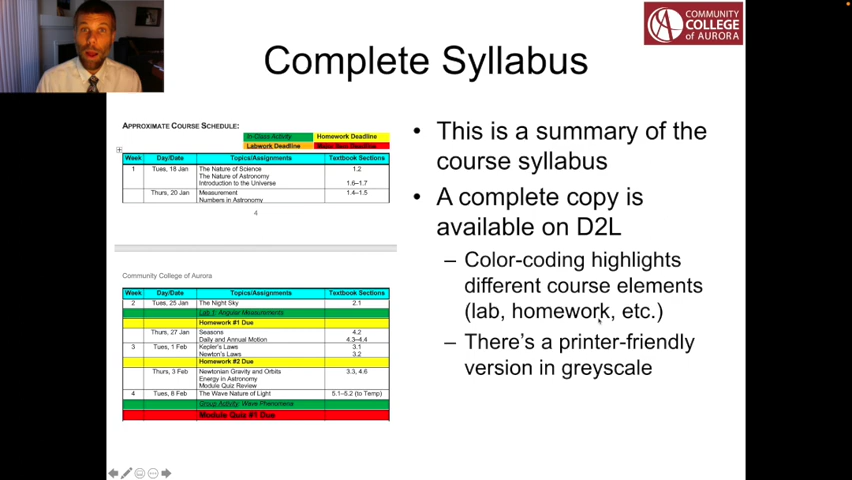 COMMUNITY
COLLEGE
of AURORA
Complete Syllabus
APPROXIMATE COURSE SCHEDULE:
In-Class Activity Homework Deadline
Labwork Deadline
Week Day/Date Topics/Assignments Textbook Sections
1 Tues, 18 Jan The Nature of Science 1.2
The Nature of Astronomy
Introduction to the Universe 1.6–1.7
Thurs, 20 Jan Measurement 1.4–1.5
Numbers in Astronomy
4
Community College of Aurora
Week Day/Date Topics/Assignments Textbook Sections
2 Tues, 25 Jan The Night Sky 2.1
Lab 1: Angular Measurements
Homework #1 Due
Thurs, 27 Jan Seasons 4.2
Daily and Annual Motion 4.3–4.4
3 Tues, 1 Feb Kepler's Laws 3.1
Newton's Laws 3.2
Homework #2 Due
Thurs, 3 Feb Newtonian Gravity and Orbits 3.3, 4.6
Energy in Astronomy
Module Quiz Review
4 Tues, 8 Feb The Wave Nature of Light 5.1–5.2 (to Temp)
Group Activity: Wave Phenomena
Module Quiz #1 Due
• This is a summary of the
course syllabus
• A complete copy is
available on D2L
– Color-coding highlights
different course elements
(lab, homework, etc.)
– There's a printer-friendly
version in greyscale